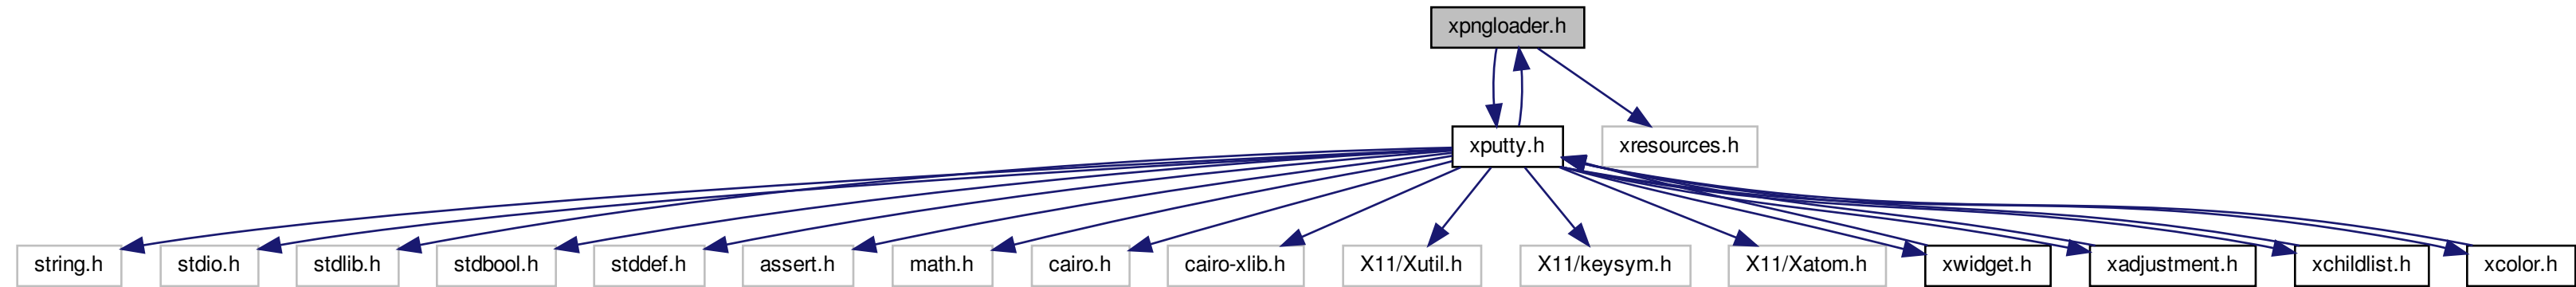 xpngloader.h
xputty.h
xresources.h
string.h
stdio.h
stdlib.h
stdbool.h
stddef.h
assert.h
math.h
cairo.h
cairo-xlib.h
X11/Xutil.h
X11/keysym.h
X11/Xatom.h
xwidget.h
xadjustment.h
xchildlist.h
xcolor.h